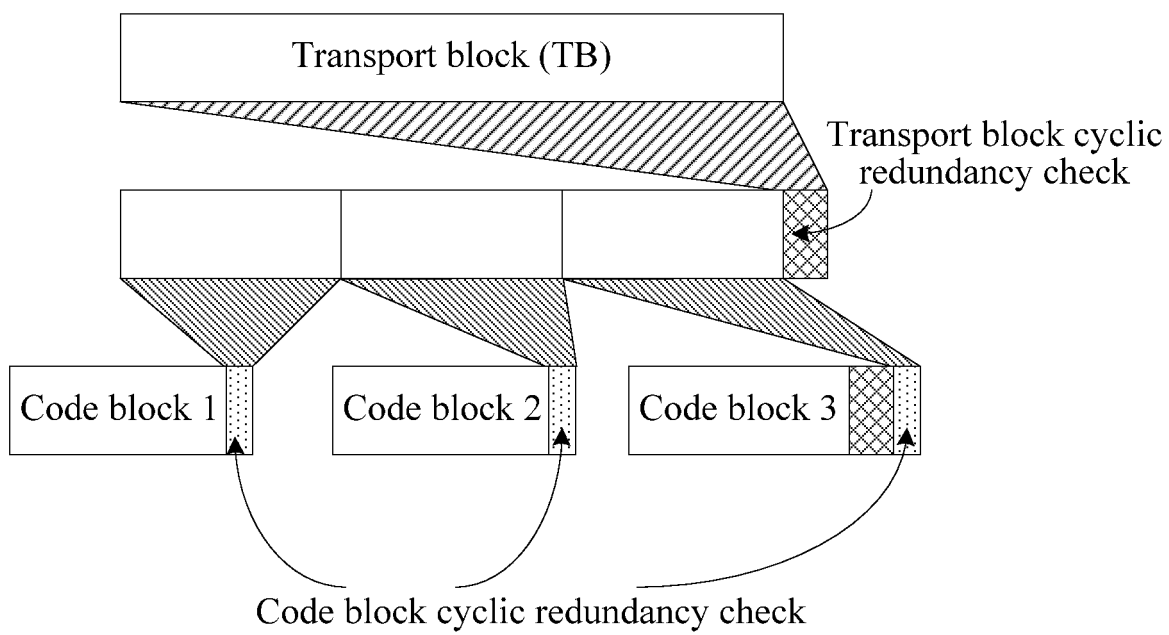 Transport block (TB)
Transport block cyclic
redundancy check
Code block 1
Code block 2
Code block 3
Code block cyclic redundancy check